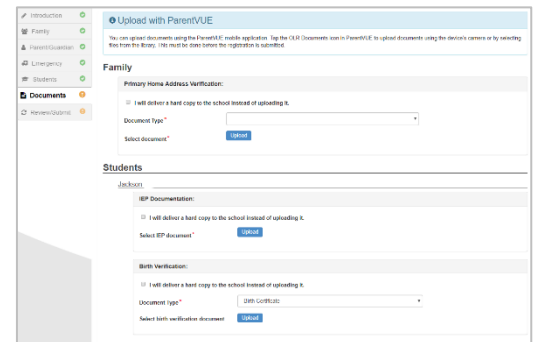 Introduction
Family
Parent/Guardian
Emergency
Students
Documents
Review/Submit
Upload with ParentVUE
You can upload documents using the ParentVUE mobile application. Tap the OLR Documents icon in ParentVUE to upload documents using the device's camera or by selecting
files from the library. This must be done before the registration is submitted.
Family
Primary Home Address Verification:
I will deliver a hard copy to the school instead of uploading it.
Document Type*
Select document*
Upload
Students
Jackson
IEP Documentation:
I will deliver a hard copy to the school instead of uploading it.
Select IEP document*
Upload
Birth Verification:
I will deliver a hard copy to the school instead of uploading it.
Document Type*
Birth Certificate
Select birth verification document
Upload